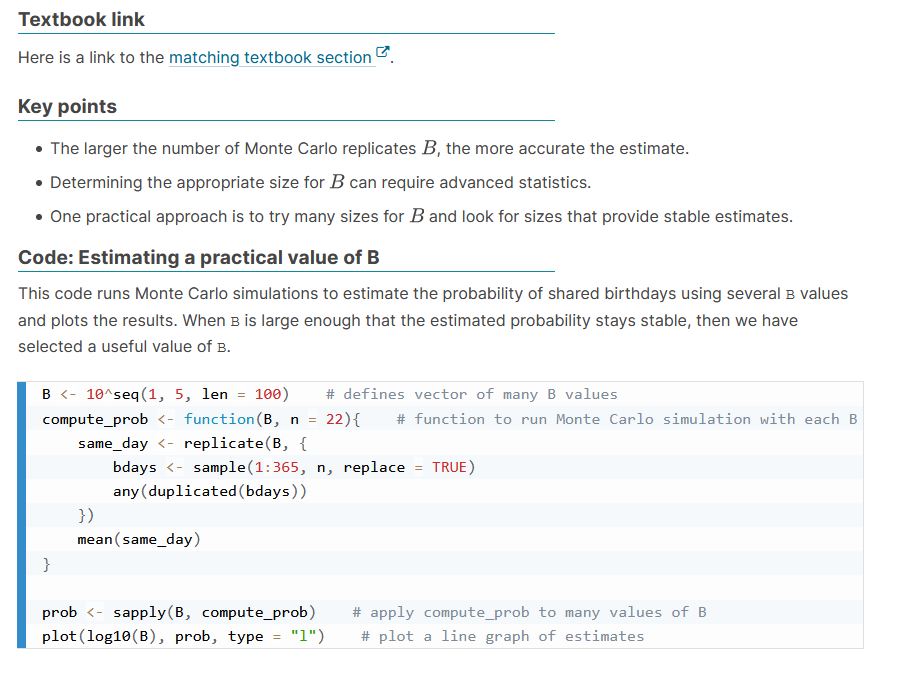 Textbook link
Here is a link to the matching textbook section.
Key points
• The larger the number of Monte Carlo replicates B, the more accurate the estimate.
• Determining the appropriate size for B can require advanced statistics.
• One practical approach is to try many sizes for B and look for sizes that provide stable estimates.
Code: Estimating a practical value of B
This code runs Monte Carlo simulations to estimate the probability of shared birthdays using several B values
and plots the results. When B is large enough that the estimated probability stays stable, then we have
selected a useful value of B.
B <- 10^seq(1, 5, len = 100)    # defines vector of many B values
compute_prob <- function(B, n = 22){    # function to run Monte Carlo simulation with each B
    same_day <- replicate(B, {
        bdays <- sample(1:365, n, replace = TRUE)
        any(duplicated(bdays))
    })
    mean(same_day)
}
prob <- sapply(B, compute_prob)    # apply compute_prob to many values of B
plot(log10(B), prob, type = "l")    # plot a line graph of estimates